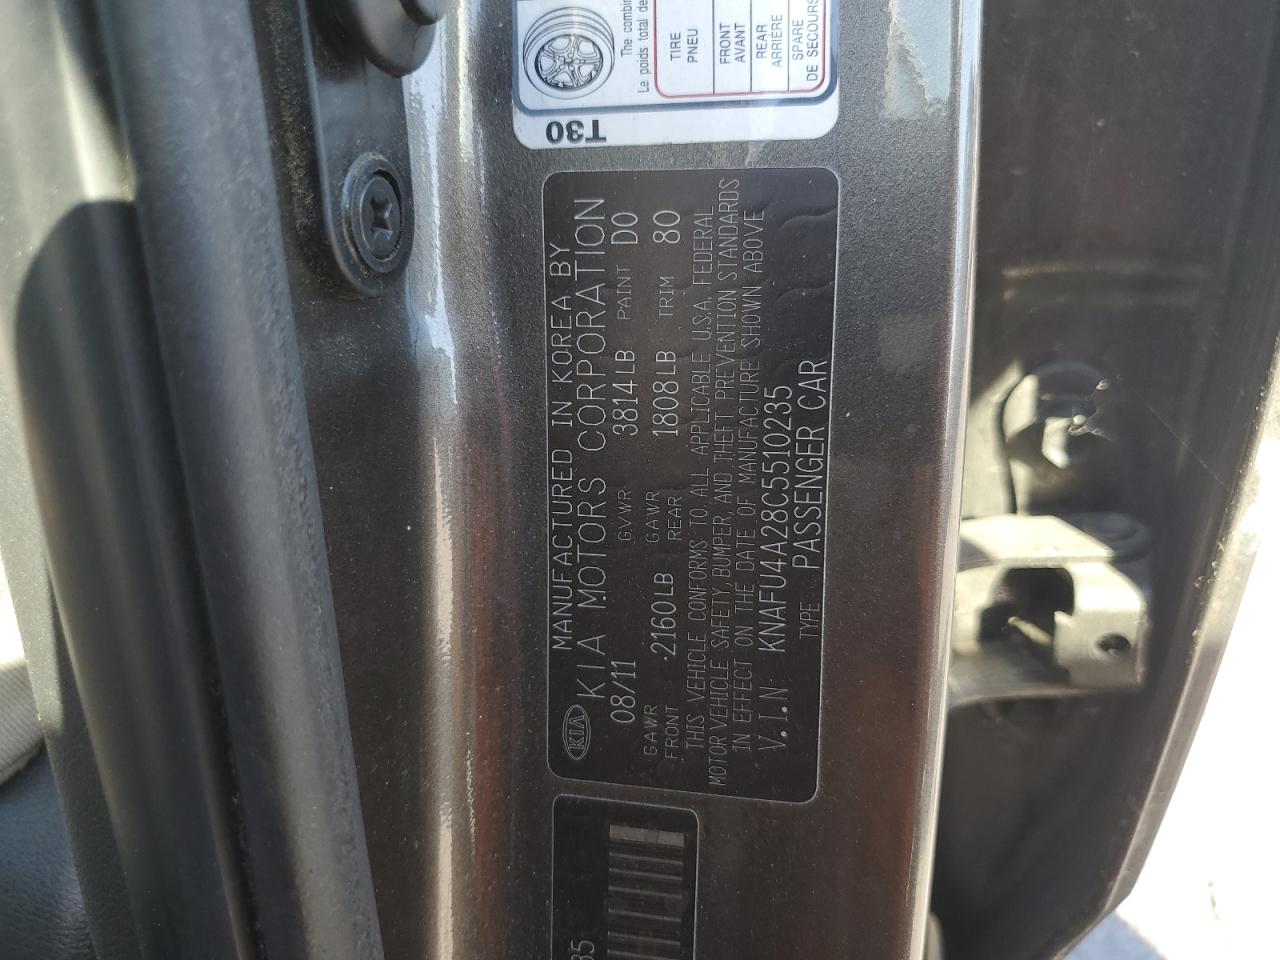 MANUFACTURED IN KOREA BY
KIA KIA MOTORS CORPORATION
08/11 GVWR 3814LB PAINT D0
GAWR FRONT 2160LB GAWR REAR 1808LB TRIM 80
THIS VEHICLE CONFORMS TO ALL APPLICABLE U.S.A. FEDERAL
MOTOR VEHICLE SAFETY, BUMPER, AND THEFT PREVENTION STANDARDS
IN EFFECT ON THE DATE OF MANUFACTURE SHOWN ABOVE
V.I.N KNAFU4A28C5510235
TYPE PASSENGER CAR
The combin
Le poids total de
TIRE
PNEU
FRONT
AVANT
REAR
ARRIÈRE
SPARE
DE SECOURS
T30
35